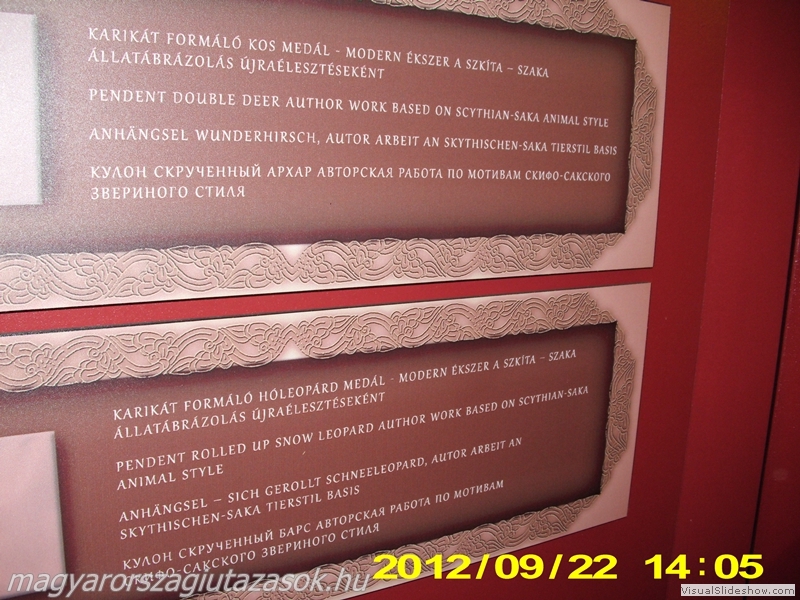 KARIKÁT FORMÁLÓ KOS MEDÁL - MODERN ÉKSZER A SZKÍTA – SZAKA
ÁLLATÁBRÁZOLÁS ÚJRAÉLESZTÉSEKÉNT
PENDENT DOUBLE DEER AUTHOR WORK BASED ON SCYTHIAN-SAKA ANIMAL STYLE
ANHÄNGSEL WUNDERHIRSCH, AUTOR ARBEIT AN SKYTHISCHEN-SAKA TIERSTIL BASIS
КУЛОН СКРУЧЕННЫЙ АРХАР АВТОРСКАЯ РАБОТА ПО МОТИВАМ СКИФО-САКСКОГО
ЗВЕРИНОГО СТИЛЯ
KARIKÁT FORMÁLÓ HÓLEOPÁRD MEDÁL - MODERN ÉKSZER A SZKÍTA – SZAKA
ÁLLATÁBRÁZOLÁS ÚJRAÉLESZTÉSEKÉNT
PENDENT ROLLED UP SNOW LEOPARD AUTHOR WORK BASED ON SCYTHIAN-SAKA
ANIMAL STYLE
ANHÄNGSEL – SICH GEROLLT SCHNEELEOPARD, AUTOR ARBEIT AN
SKYTHISCHEN-SAKA TIERSTIL BASIS
КУЛОН СКРУЧЕННЫЙ БАРС АВТОРСКАЯ РАБОТА ПО МОТИВАМ
СКИФО-САКСКОГО ЗВЕРИНОГО СТИЛЯ
magyarországiutazások.hu
2012/09/22 14:05
VisualSlideshow.com